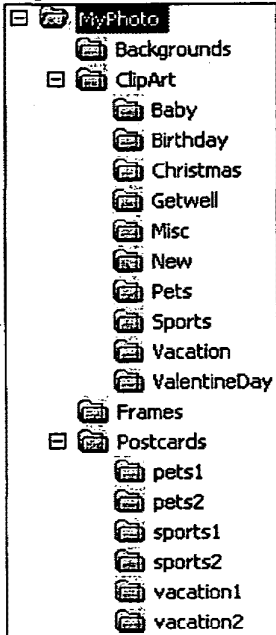 MyPhoto
Backgrounds
ClipArt
Baby
Birthday
Christmas
Getwell
Misc
New
Pets
Sports
Vacation
ValentineDay
Frames
Postcards
pets1
pets2
sports1
sports2
vacation1
vacation2